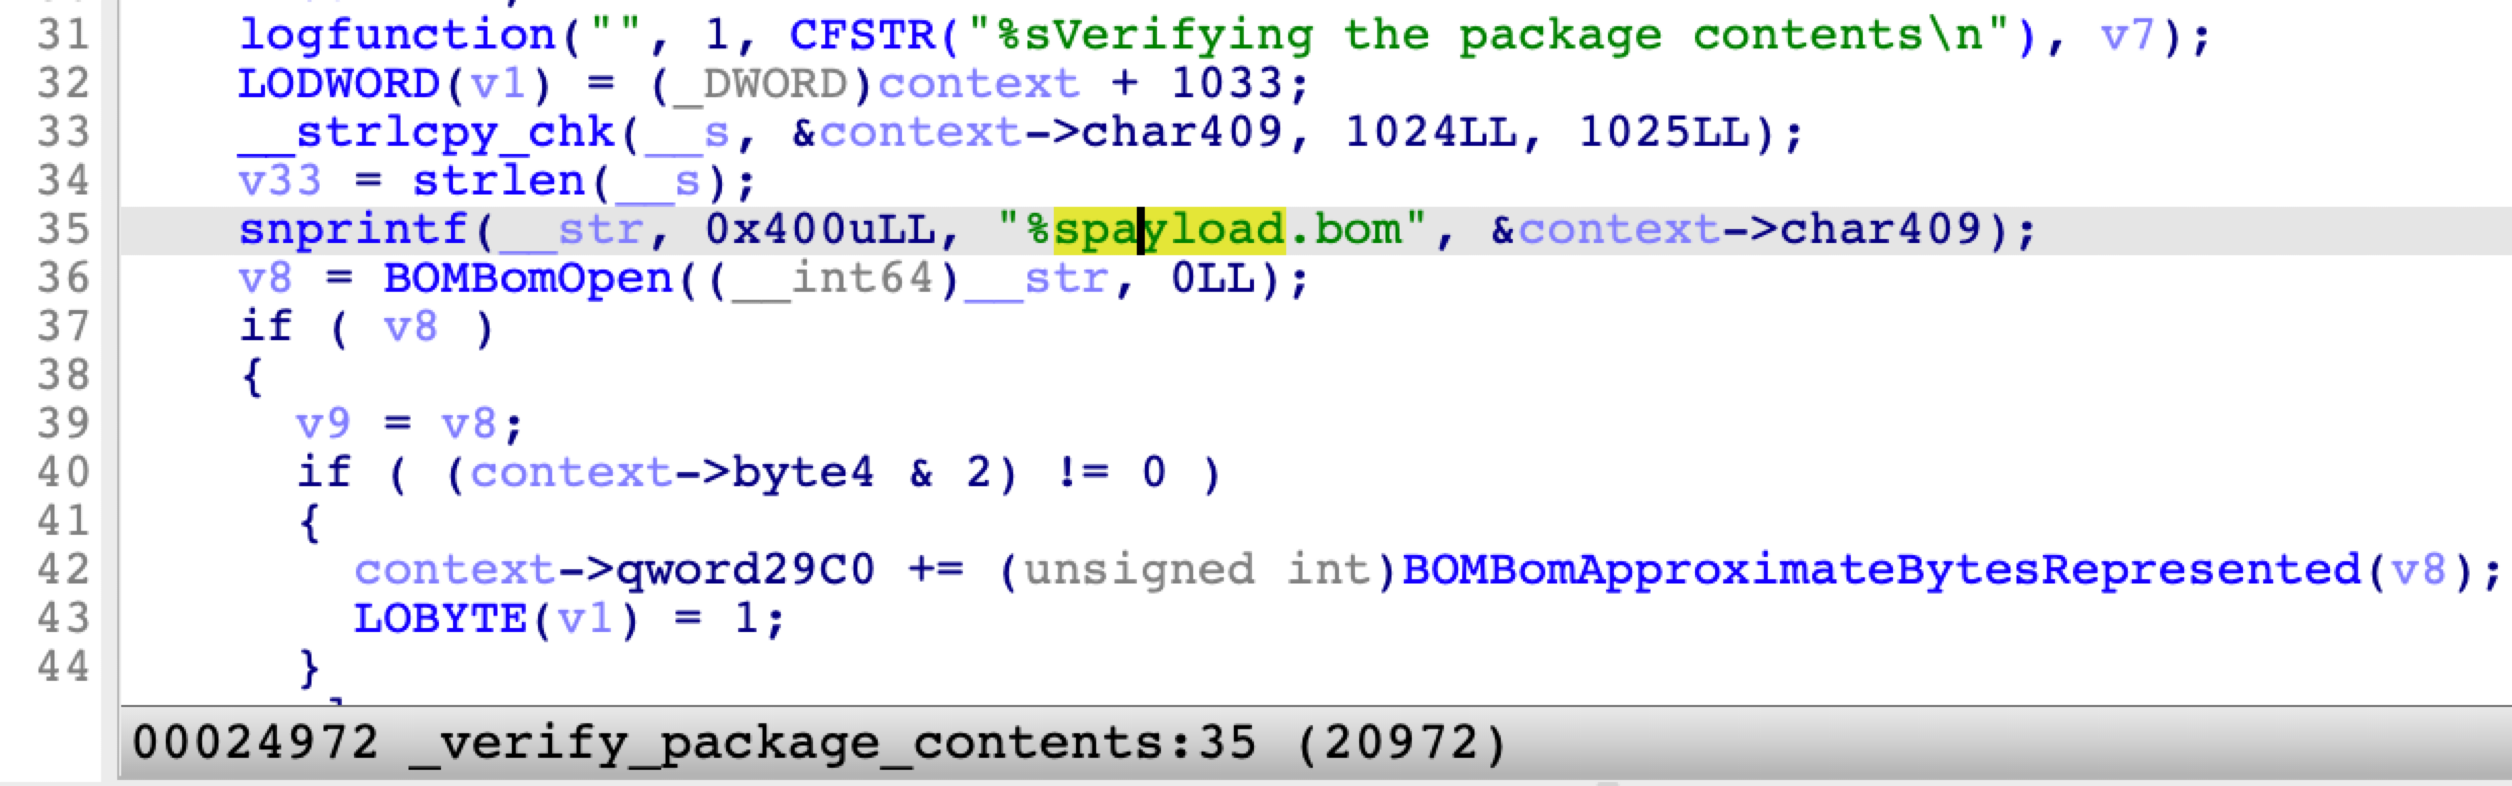 31 logfunction("", 1, CFSTR("%sVerifying the package contents\n"), v7);
32 LODWORD(v1) = (_DWORD)context + 1033;
33 __strlcpy_chk(__s, &context->char409, 1024LL, 1025LL);
34 v33 = strlen(__s);
35 snprintf(__str, 0x400uLL, "%spayload.bom", &context->char409);
36 v8 = BOMBomOpen((__int64)__str, 0LL);
37 if ( v8 )
38 {
39 v9 = v8;
40 if ( (context->byte4 & 2) != 0 )
41 {
42 context->qword29C0 += (unsigned int)BOMBomApproximateBytesRepresented(v8);
43 LOBYTE(v1) = 1;
44 }
00024972 _verify_package_contents:35 (20972)